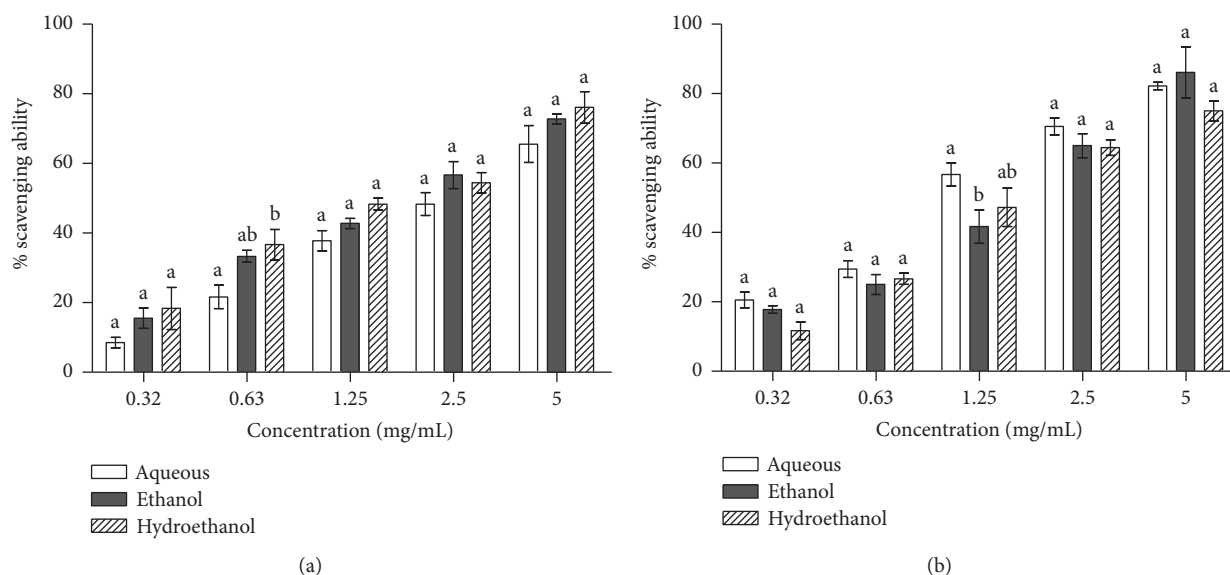 100
80
60
40
20
0
% scavenging ability
a
a
a
a
ab
b
a
a
a
a
a
a
a
a
a
0.32
0.63
1.25
2.5
5
Concentration (mg/mL)
Aqueous
Ethanol
Hydroethanol
(a)
100
80
60
40
20
0
% scavenging ability
a
a
a
a
a
a
a
b
ab
a
a
a
a
a
a
0.32
0.63
1.25
2.5
5
Concentration (mg/mL)
Aqueous
Ethanol
Hydroethanol
(b)